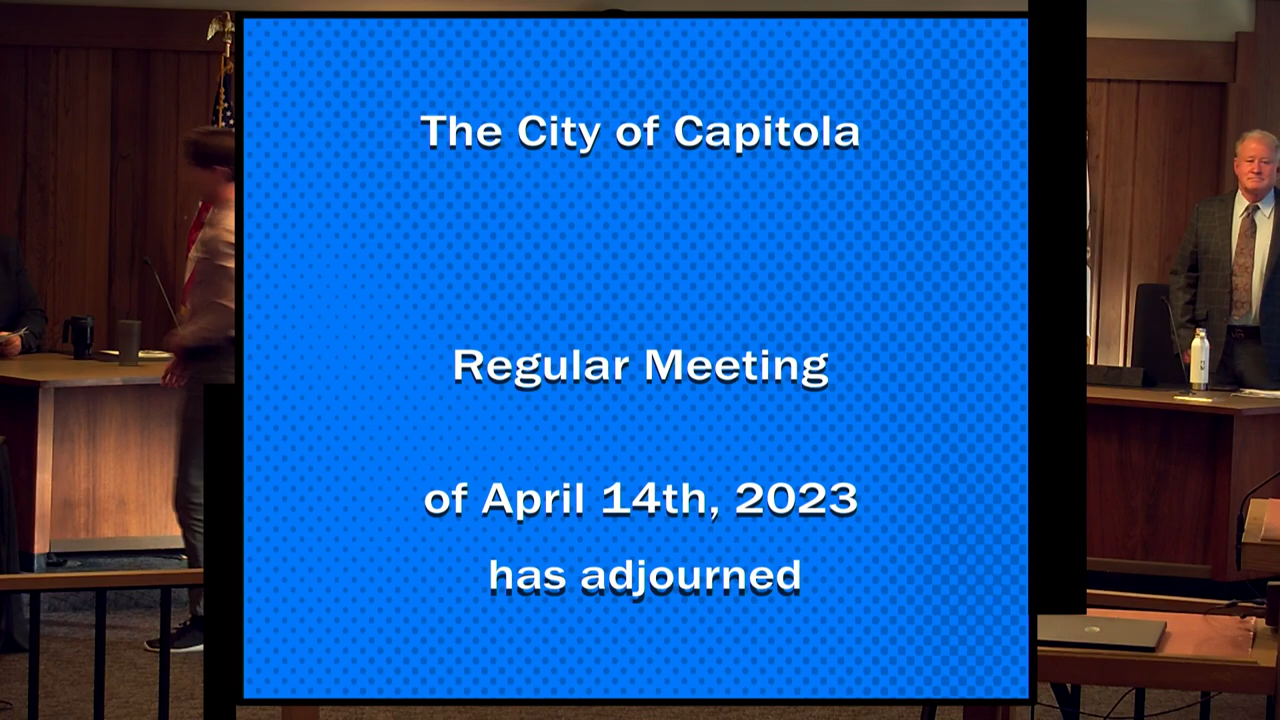 The City of Capitola
Regular Meeting
of April 14th, 2023
has adjourned